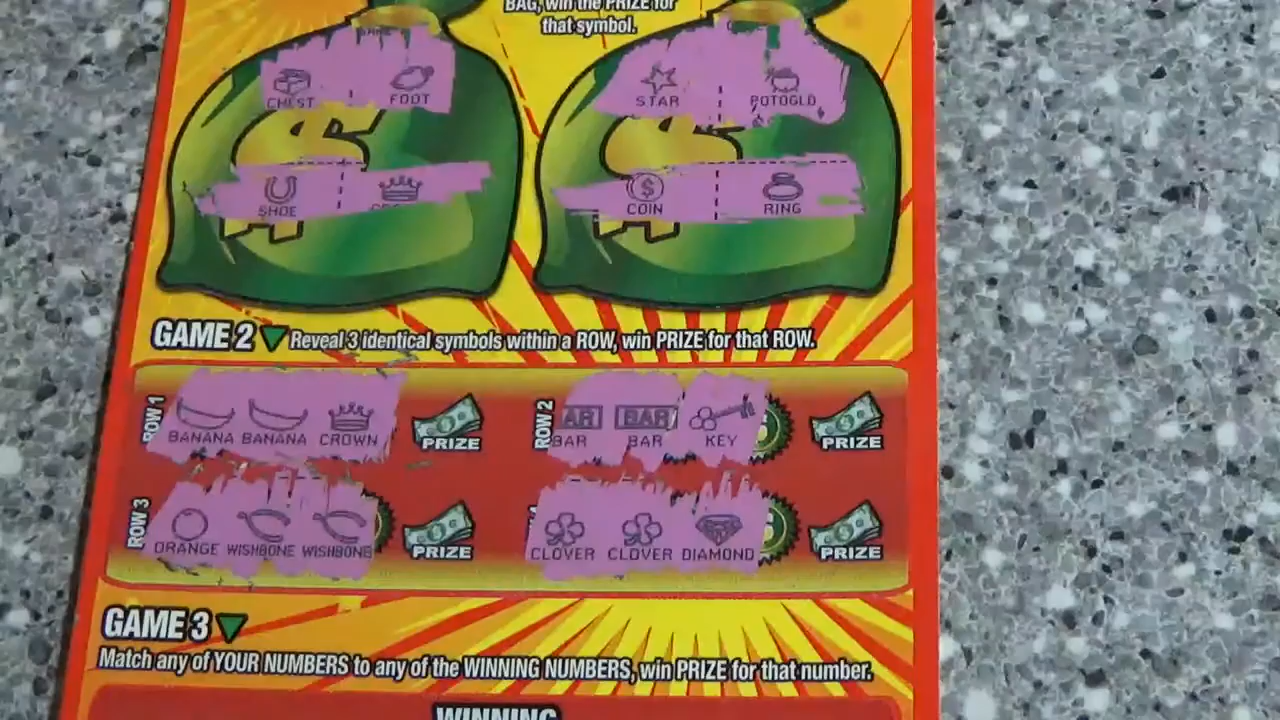 BAG, win the PRIZE for
that symbol.
CHEST FOOT
STAR POTOGLD
SHOE
COIN RING
GAME 2 Reveal 3 identical symbols within a ROW, win PRIZE for that ROW.
ROW 1 BANANA BANANA CROWN PRIZE
ROW 2 BAR BAR BAR KEY PRIZE
ROW 3 ORANGE WISHBONE WISHBONE PRIZE
CLOVER CLOVER DIAMOND PRIZE
GAME 3
Match any of YOUR NUMBERS to any of the WINNING NUMBERS, win PRIZE for that number.
WINNING